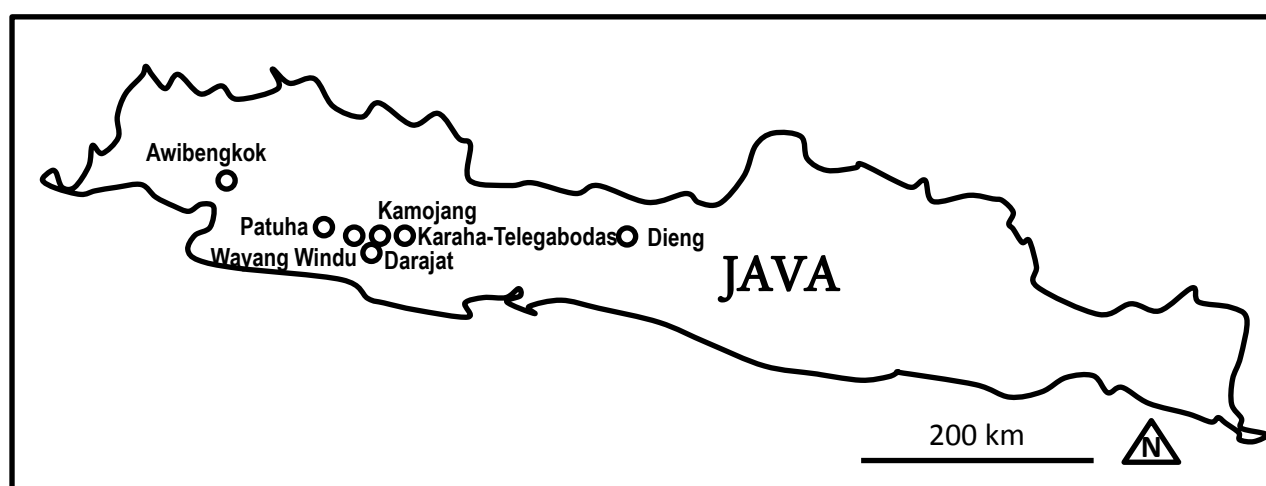 Awibengkok
Kamojang
Patuha
Karaha-Telegabodas
Dieng
Wayang Windu
Darajat
JAVA
200 km
N